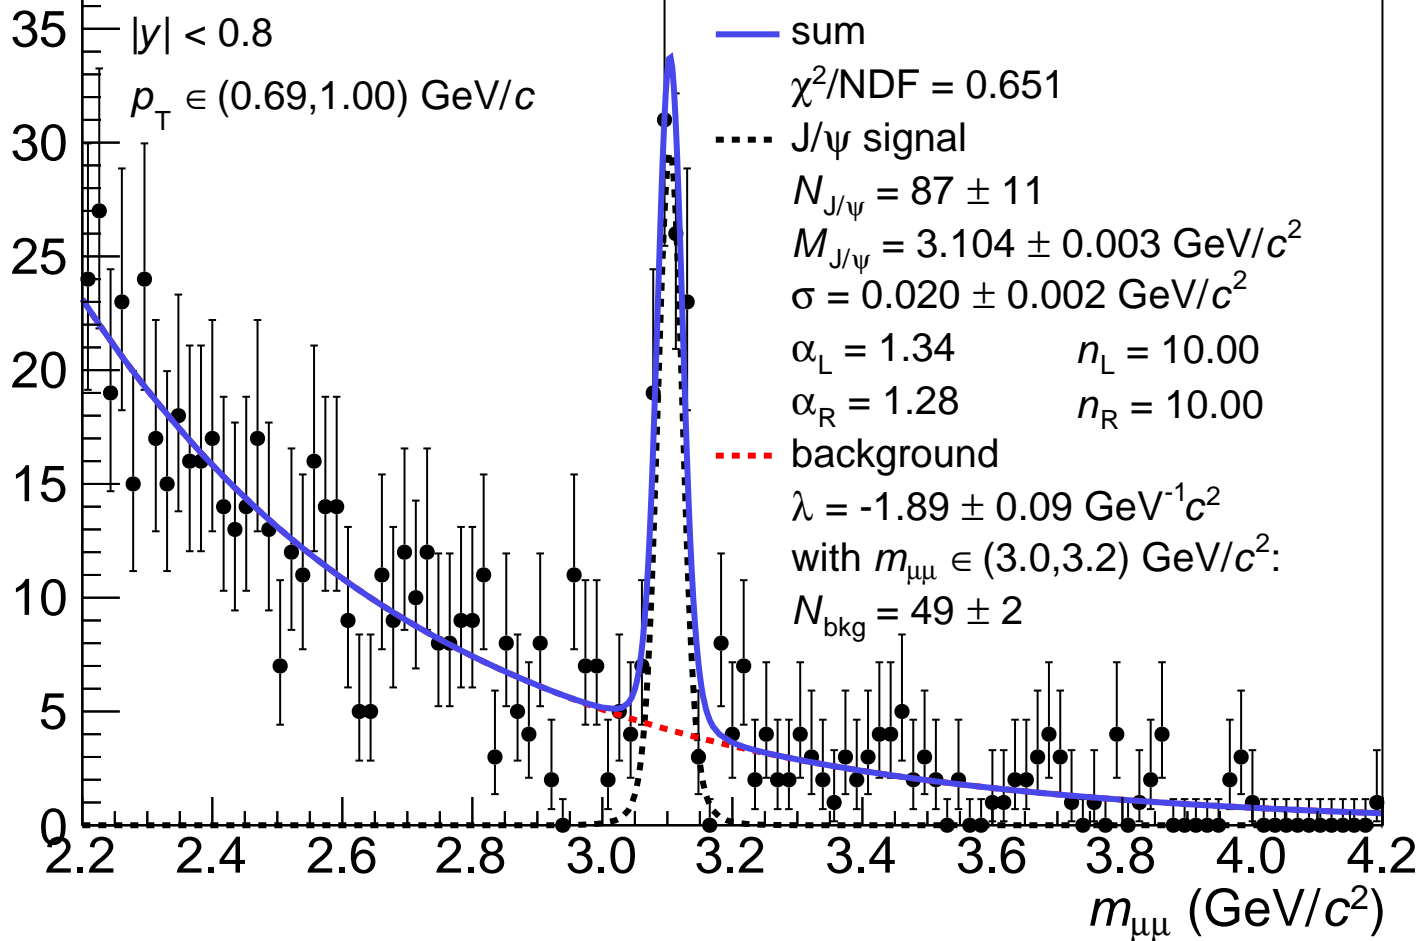 |y| < 0.8
p_T ∈ (0.69,1.00) GeV/c
sum
χ²/NDF = 0.651
J/ψ signal
N_J/ψ = 87 ± 11
M_J/ψ = 3.104 ± 0.003 GeV/c²
σ = 0.020 ± 0.002 GeV/c²
α_L = 1.34 n_L = 10.00
α_R = 1.28 n_R = 10.00
background
λ = -1.89 ± 0.09 GeV⁻¹c²
with m_μμ ∈ (3.0,3.2) GeV/c²:
N_bkg = 49 ± 2
35
30
25
20
15
10
5
0
2.2 2.4 2.6 2.8 3.0 3.2 3.4 3.6 3.8 4.0 4.2
m_μμ (GeV/c²)